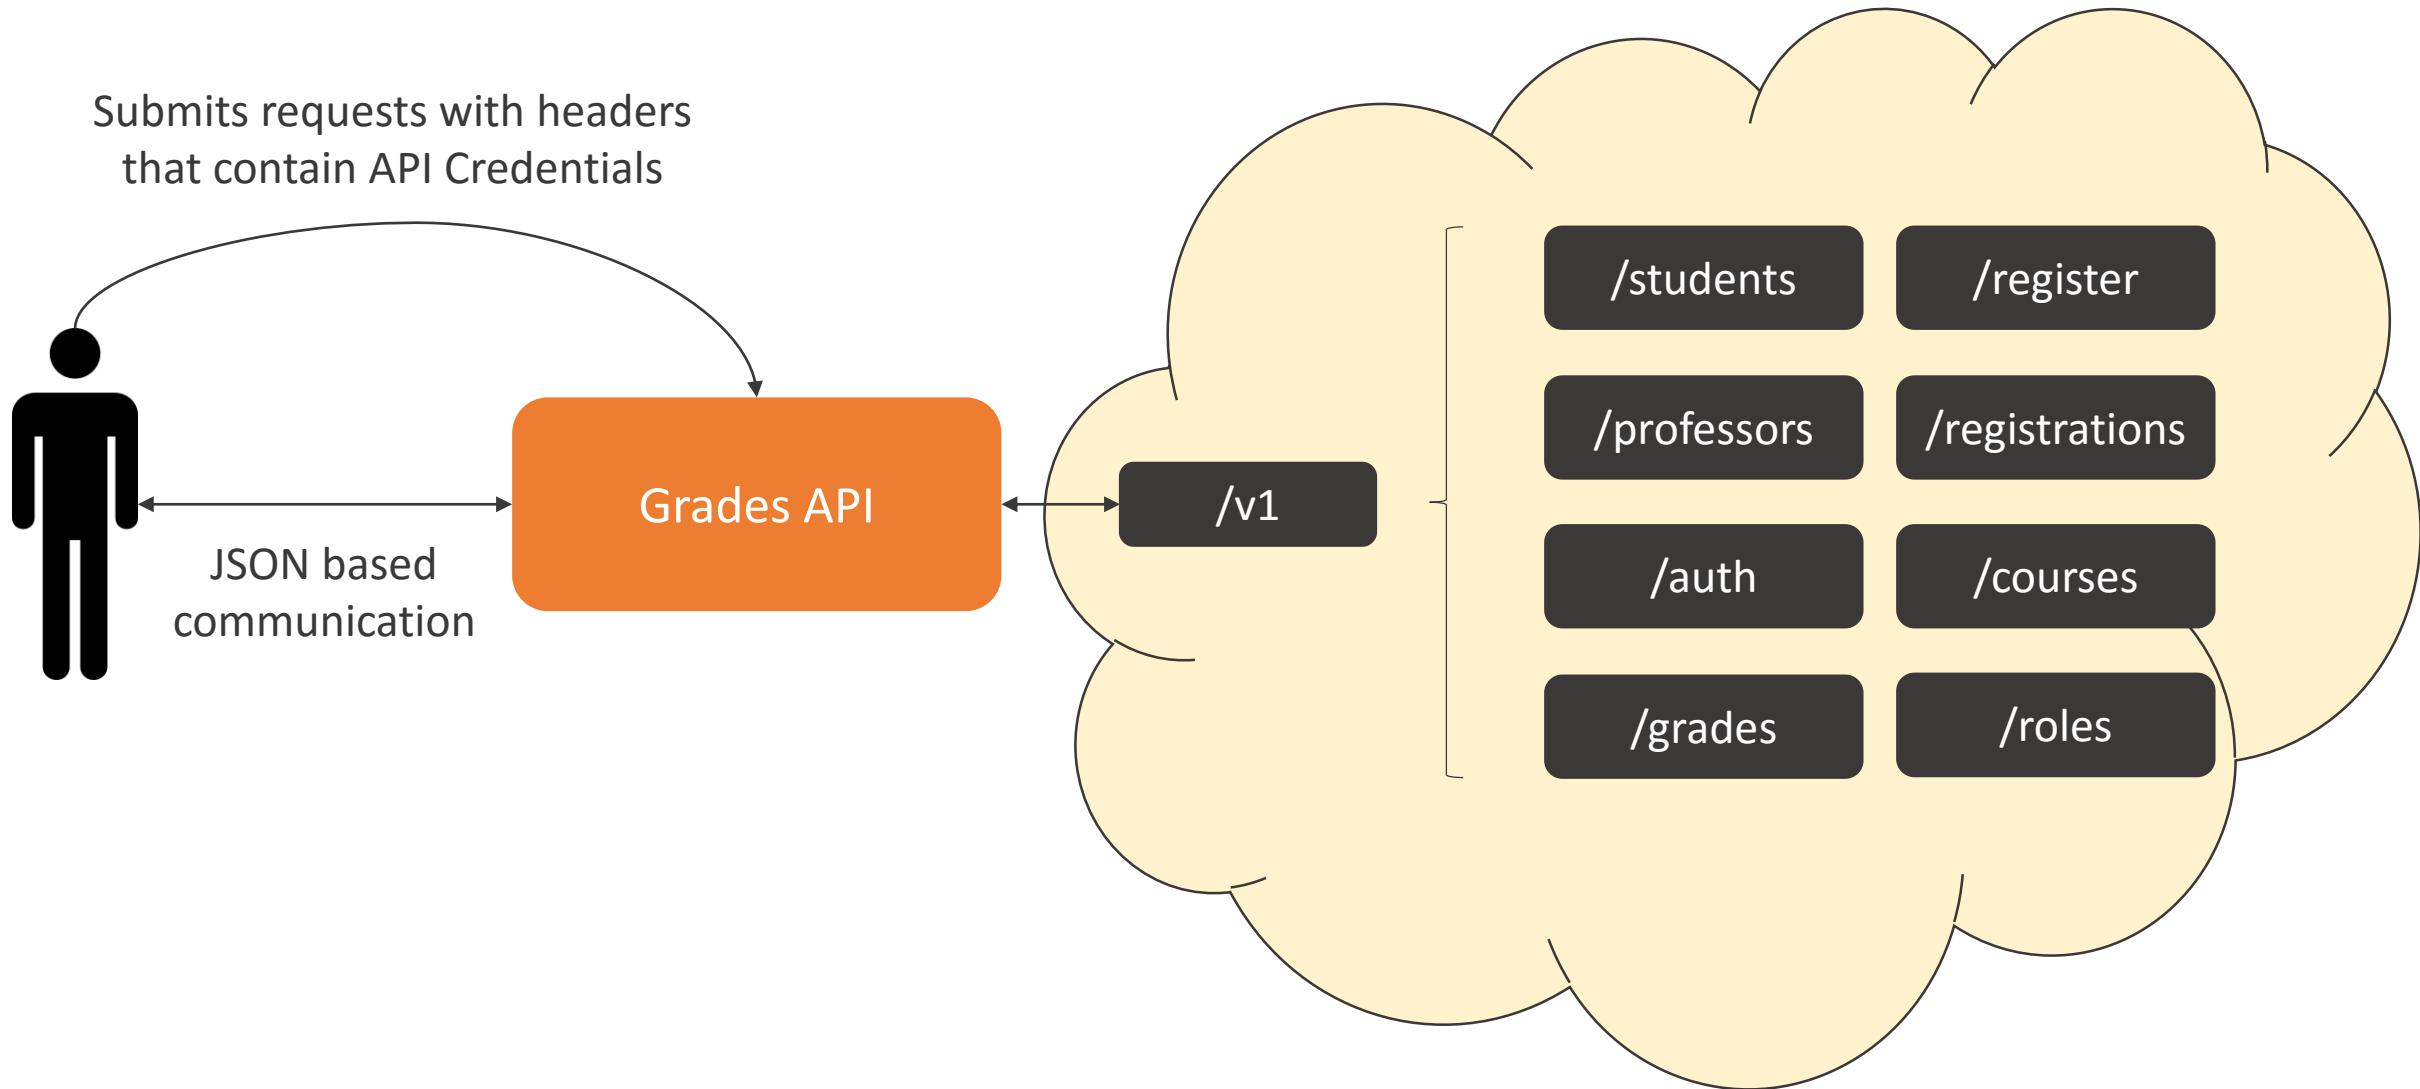 Submits requests with headers
that contain API Credentials
JSON based
communication
Grades API
/v1
/students
/register
/professors
/registrations
/auth
/courses
/grades
/roles